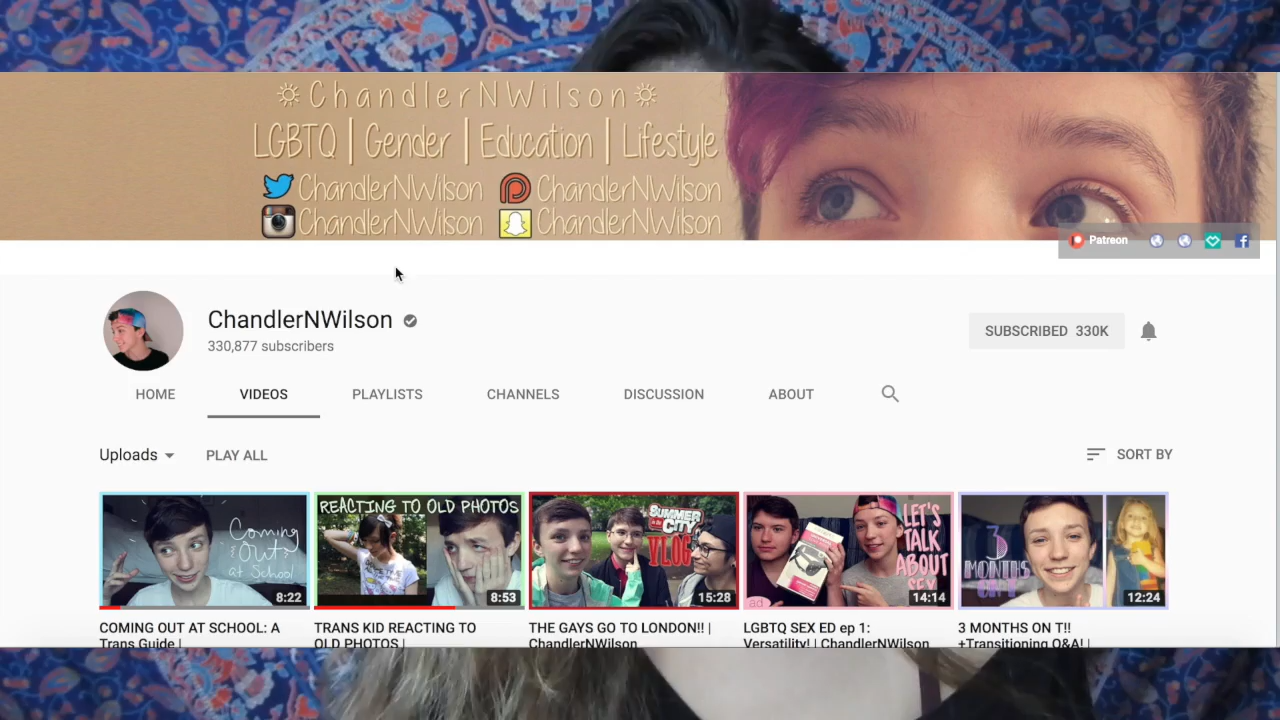 ☼ChandlerNWilson☼
LGBTQ | Gender | Education | Lifestyle
ChandlerNWilson ChandlerNWilson
ChandlerNWilson ChandlerNWilson
Patreon
ChandlerNWilson
330,877 subscribers
SUBSCRIBED 330K
HOME VIDEOS PLAYLISTS CHANNELS DISCUSSION ABOUT
Uploads PLAY ALL SORT BY
Coming
Out
at School
8:22
REACTING TO OLD PHOTOS
8:53
SUMMER
IN THE
CITY
VLOG
15:28
LET'S
TALK
ABOUT
SEX
ad
14:14
3
MONTHS
ON T!
12:24
COMING OUT AT SCHOOL: A
Trans Guide |
TRANS KID REACTING TO
OLD PHOTOS |
THE GAYS GO TO LONDON!! |
ChandlerNWilson
LGBTQ SEX ED ep 1:
Versatility! | ChandlerNWilson
3 MONTHS ON T!!
+Transitioning Q&A! |